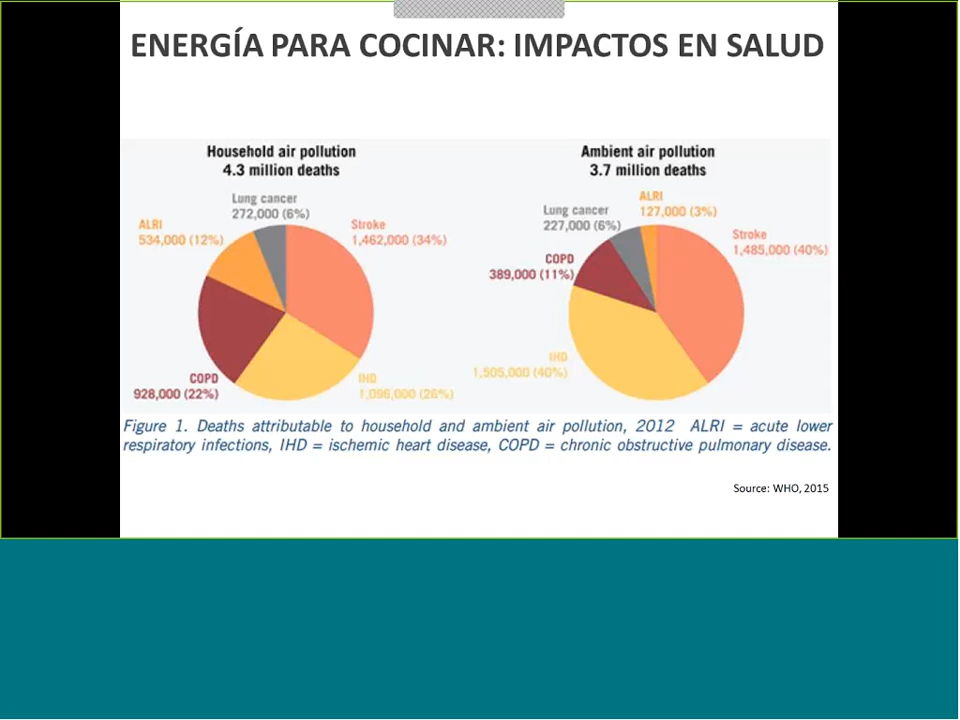 ENERGÍA PARA COCINAR: IMPACTOS EN SALUD
Household air pollution
4.3 million deaths
Lung cancer
272,000 (6%)
ALRI
534,000 (12%)
Stroke
1,462,000 (34%)
COPD
928,000 (22%)
IHD
1,096,000 (26%)
Ambient air pollution
3.7 million deaths
ALRI
127,000 (3%)
Lung cancer
227,000 (6%)
Stroke
1,485,000 (40%)
COPD
389,000 (11%)
IHD
1,505,000 (40%)
Figure 1. Deaths attributable to household and ambient air pollution, 2012 ALRI = acute lower
respiratory infections, IHD = ischemic heart disease, COPD = chronic obstructive pulmonary disease.
Source: WHO, 2015